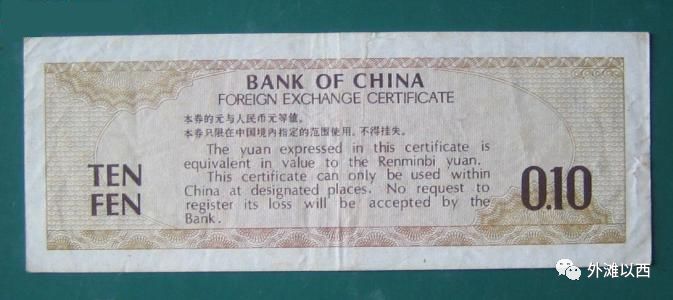 BANK OF CHINA
FOREIGN EXCHANGE CERTIFICATE
本券的元与人民币元等值。
本券只限在中国境内指定的范围使用,不得挂失。
The yuan expressed in this certificate is
equivalent in value to the Renminbi yuan.
This certificate can only be used within
China at designated places. No request to
register its loss will be accepted by the
Bank.
TEN
FEN
0.10
外滩以西